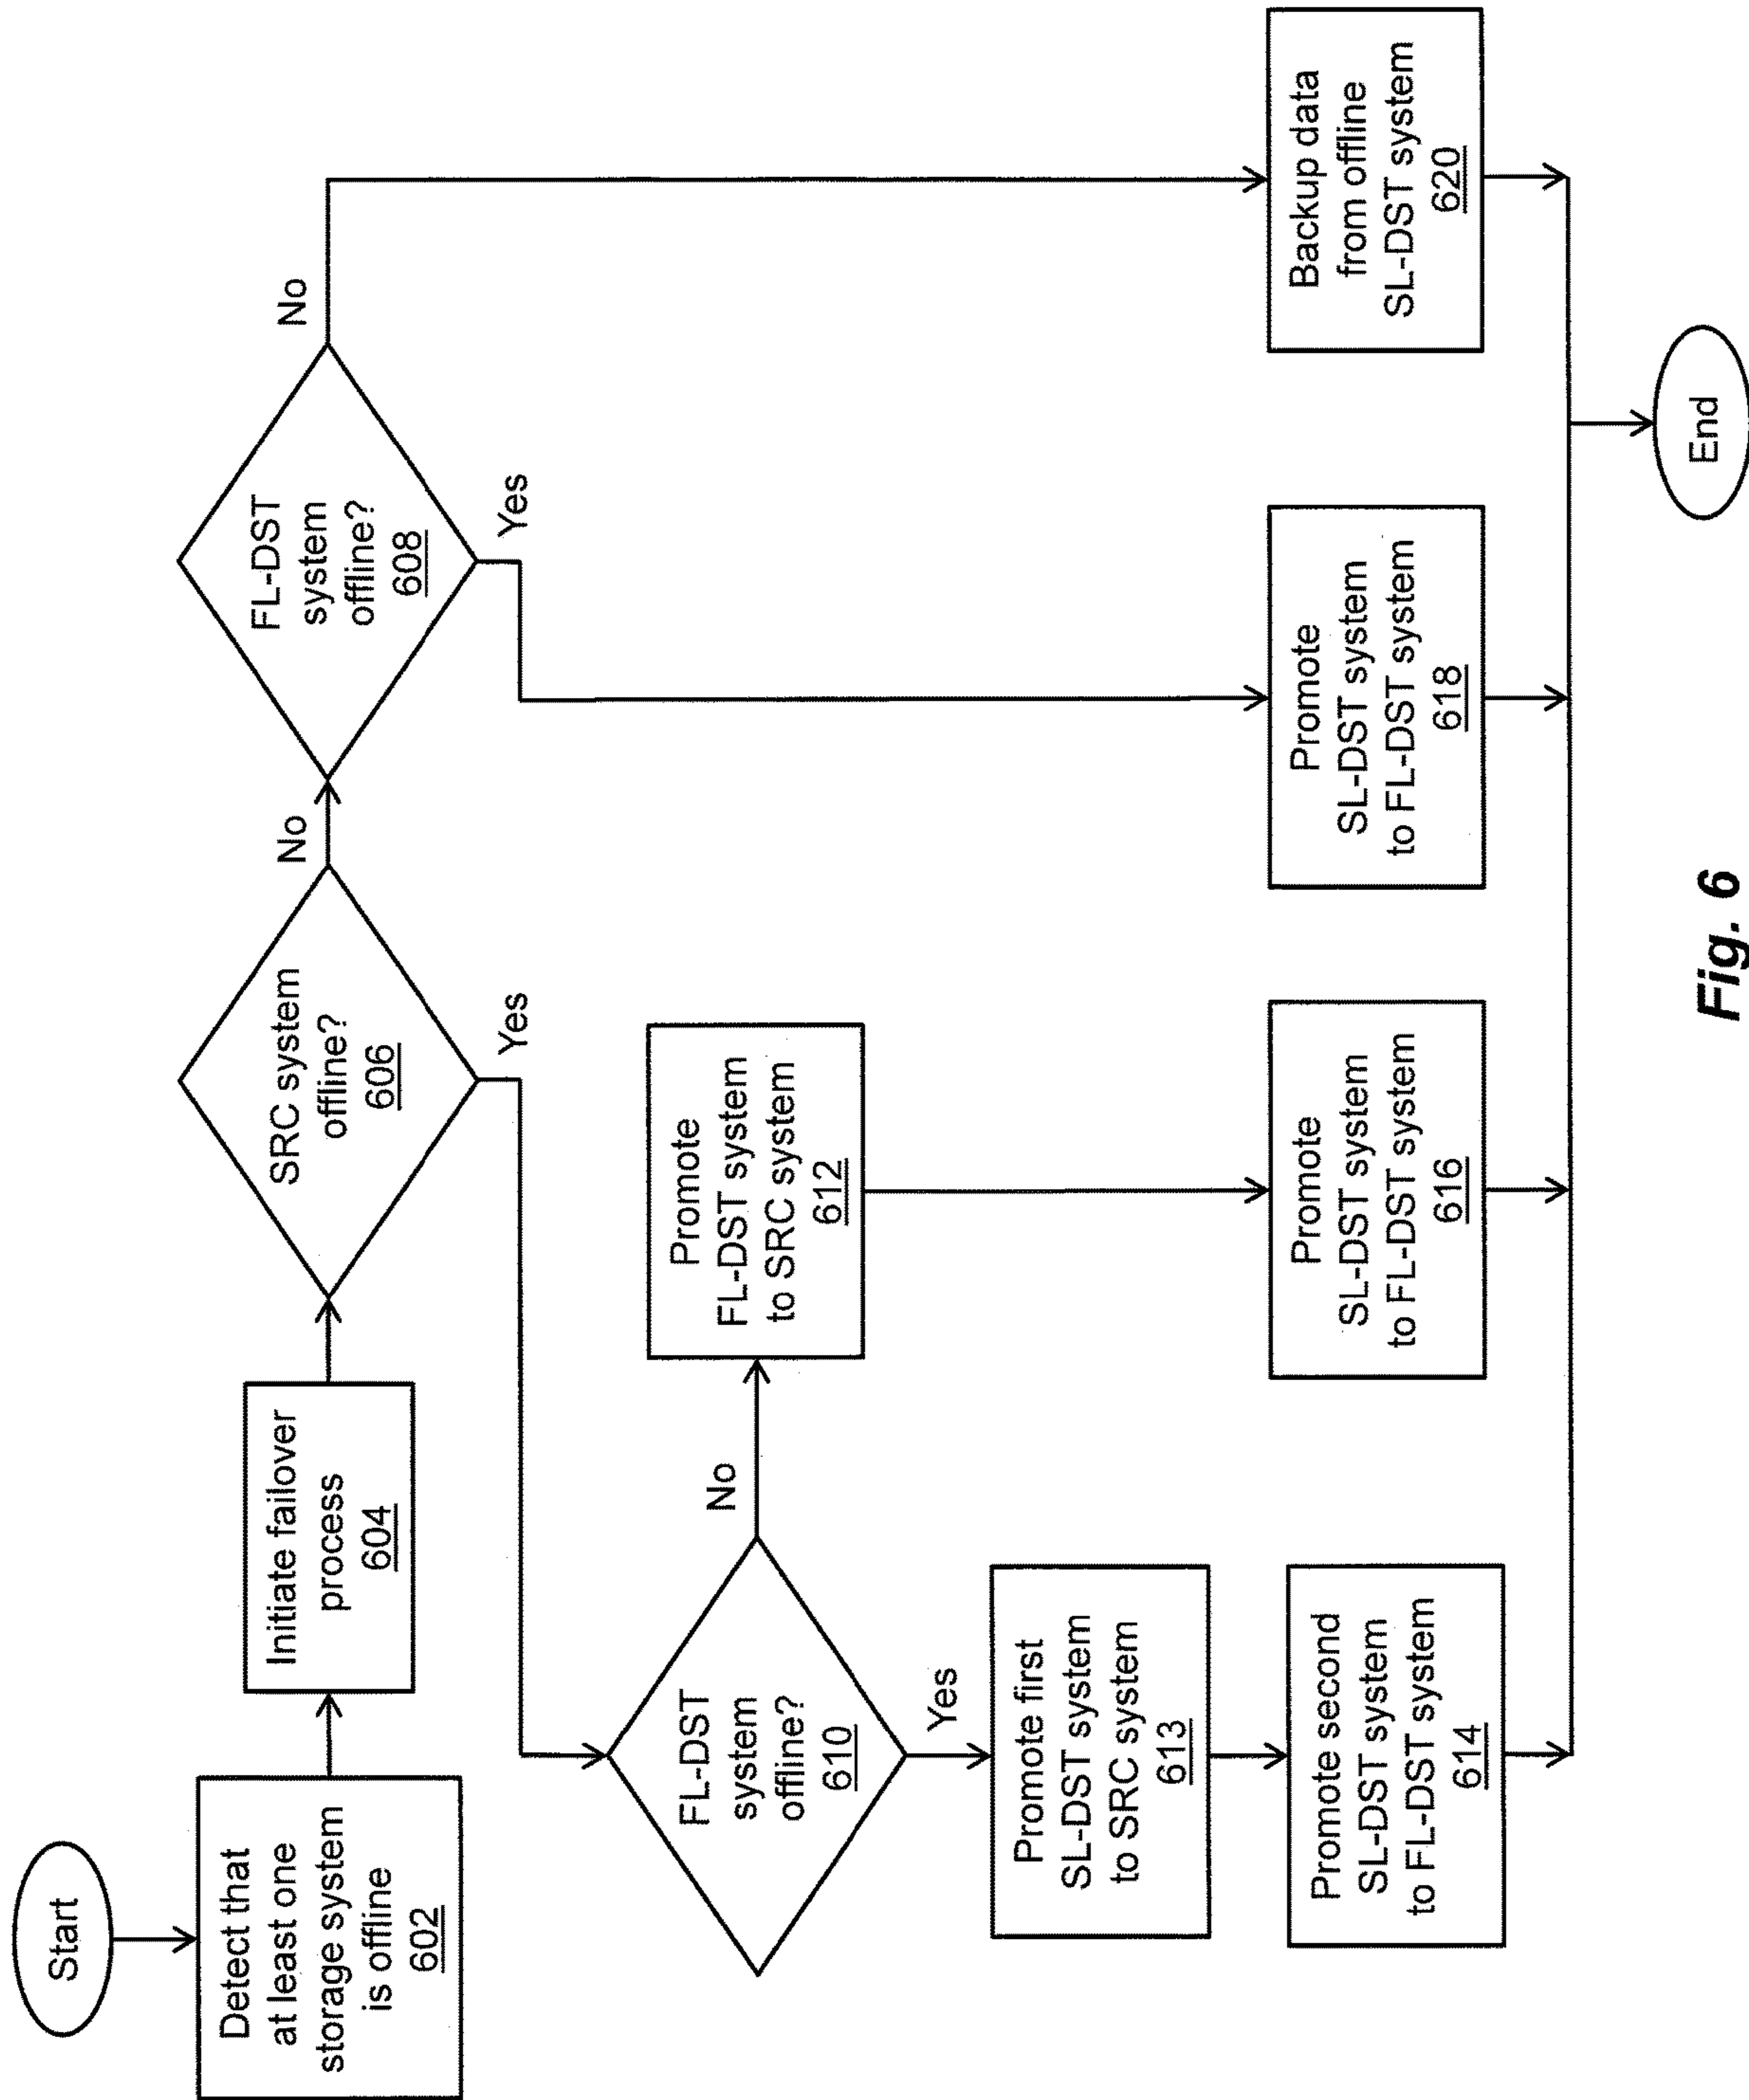 Start
Detect that
at least one
storage system
is offline
602
Initiate failover
process
604
SRC system
offline?
606
No
Yes
FL-DST
system
offline?
608
No
Yes
FL-DST
system
offline?
610
No
Yes
Promote
FL-DST system
to SRC system
612
Promote first
SL-DST system
to SRC system
613
Promote second
SL-DST system
to FL-DST system
614
Promote
SL-DST system
to FL-DST system
616
Promote
SL-DST system
to FL-DST system
618
Backup data
from offline
SL-DST system
620
End
Fig. 6